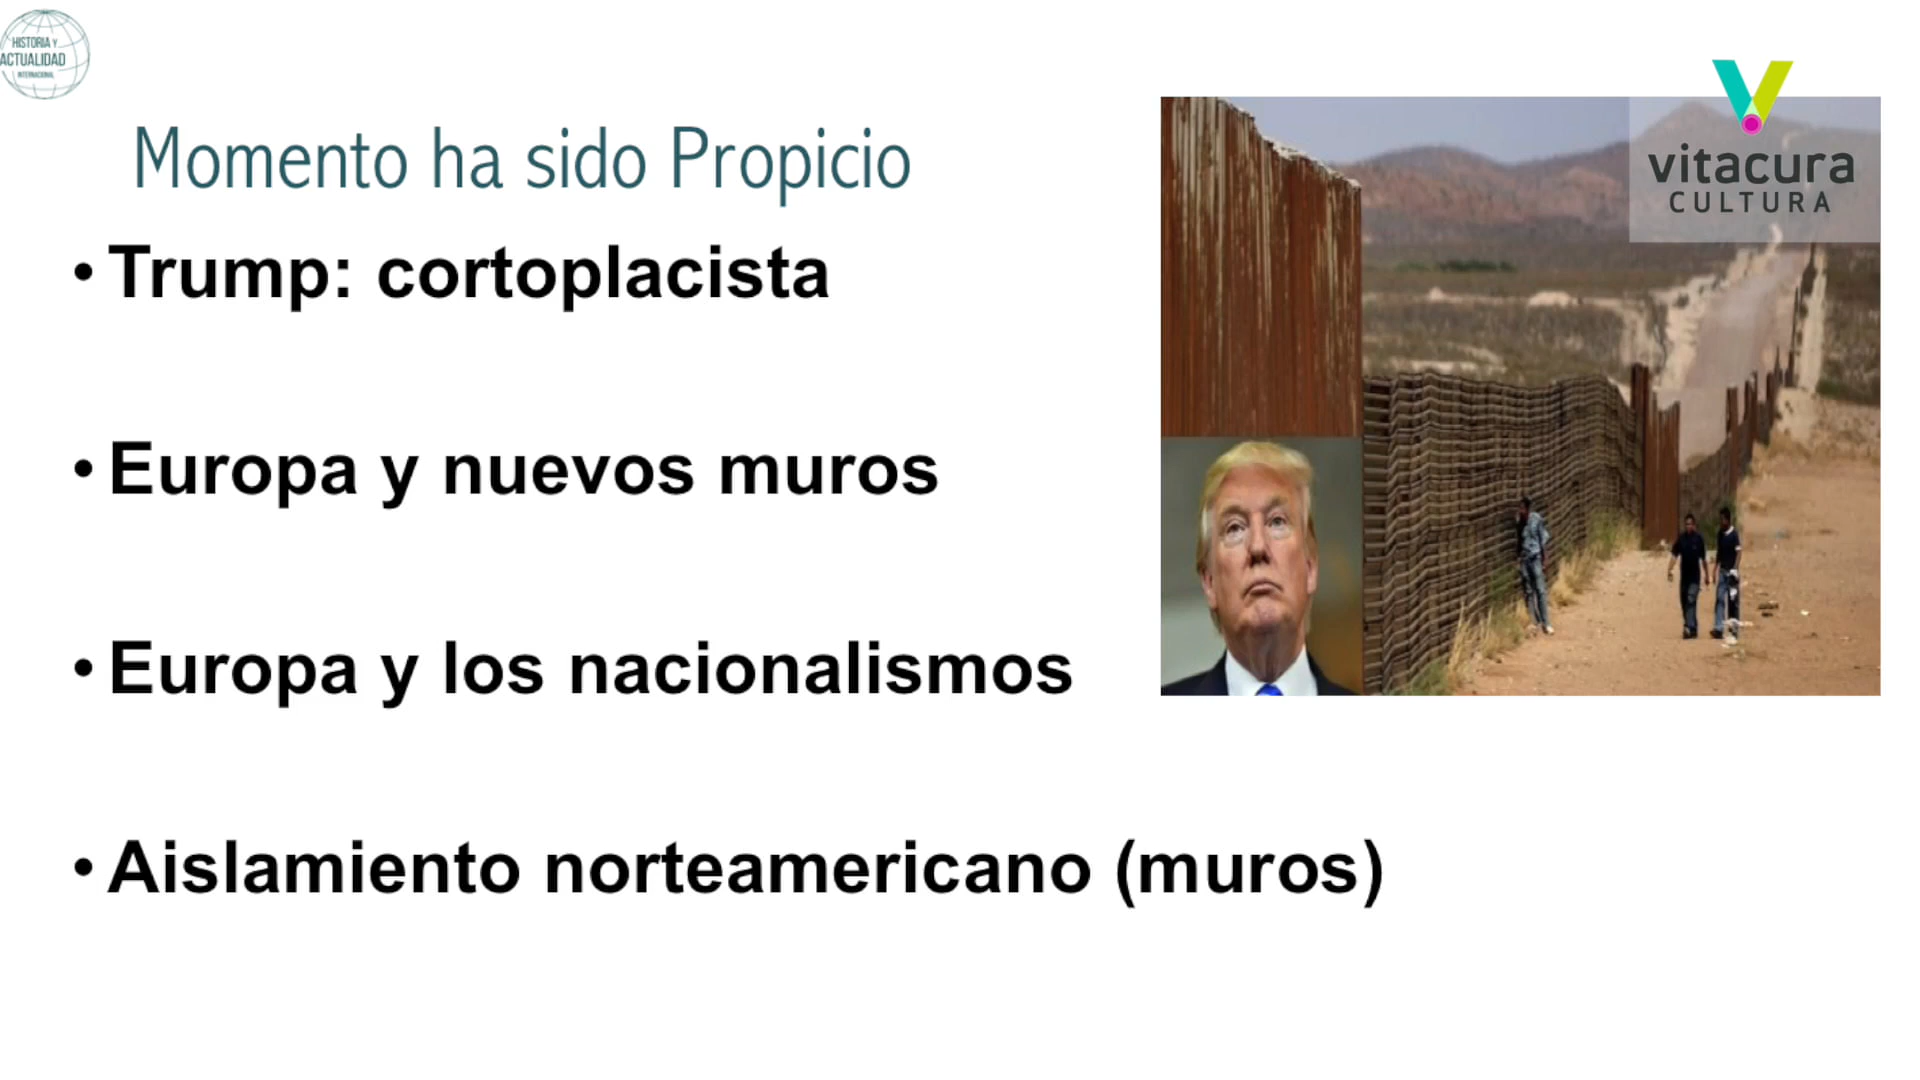 HISTORIA Y
ACTUALIDAD
INTERNACIONAL
Momento ha sido Propicio
vitacura
CULTURA
• Trump: cortoplacista
• Europa y nuevos muros
• Europa y los nacionalismos
• Aislamiento norteamericano (muros)